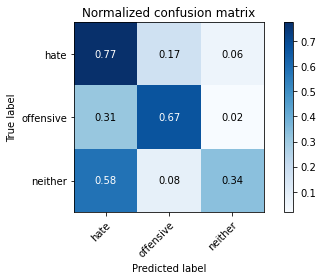 Normalized confusion matrix
True label
hate
offensive
neither
0.77 0.17 0.06
0.31 0.67 0.02
0.58 0.08 0.34
hate offensive neither
Predicted label
0.7
0.6
0.5
0.4
0.3
0.2
0.1